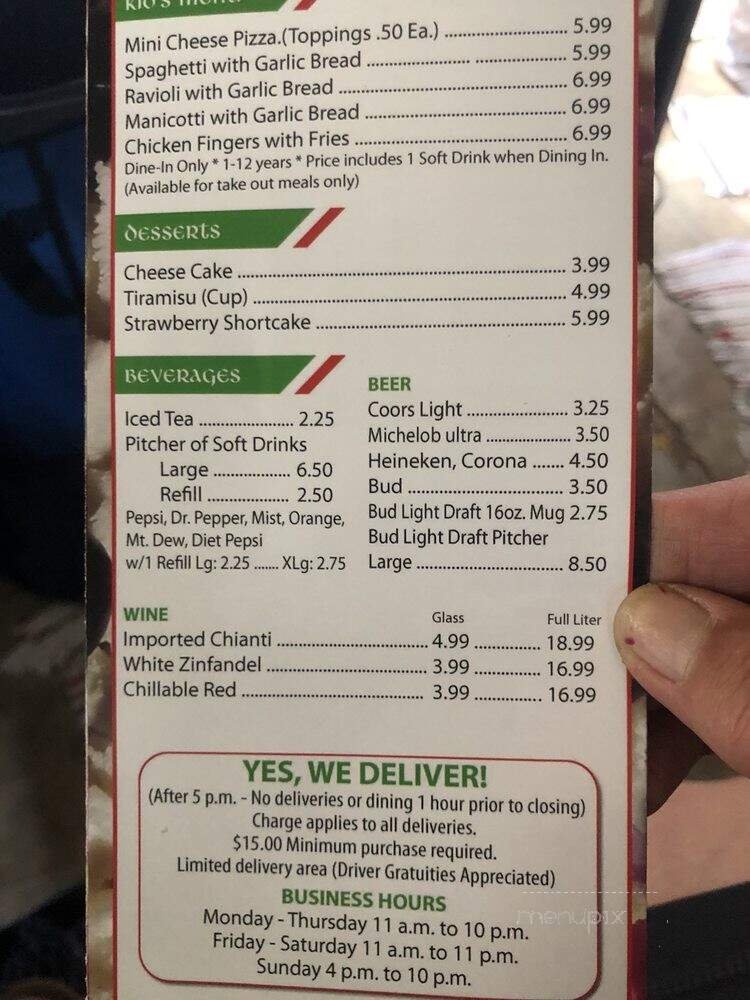 KID'S MENU
Mini Cheese Pizza.(Toppings .50 Ea.) ............................ 5.99
Spaghetti with Garlic Bread ....................... .................... 5.99
Ravioli with Garlic Bread .................................................. 6.99
Manicotti with Garlic Bread ............................................. 6.99
Chicken Fingers with Fries ............................................... 6.99
Dine-In Only * 1-12 years * Price includes 1 Soft Drink when Dining In.
(Available for take out meals only)
DESSERTS
Cheese Cake ........................................................................ 3.99
Tiramisu (Cup) ..................................................................... 4.99
Strawberry Shortcake ....................................................... 5.99
BEVERAGES
Iced Tea ....................... 2.25
Pitcher of Soft Drinks
Large .................. 6.50
Refill ................... 2.50
Pepsi, Dr. Pepper, Mist, Orange,
Mt. Dew, Diet Pepsi
w/1 Refill Lg: 2.25 ....... XLg: 2.75
BEER
Coors Light ....................... 3.25
Michelob ultra .................... 3.50
Heineken, Corona ....... 4.50
Bud ................................... 3.50
Bud Light Draft 16oz. Mug 2.75
Bud Light Draft Pitcher
Large ................................. 8.50
WINE Glass Full Liter
Imported Chianti .................................. 4.99 ............... 18.99
White Zinfandel .................................... 3.99 ............... 16.99
Chillable Red ......................................... 3.99 ............... 16.99
YES, WE DELIVER!
(After 5 p.m. - No deliveries or dining 1 hour prior to closing)
Charge applies to all deliveries.
$15.00 Minimum purchase required.
Limited delivery area (Driver Gratuities Appreciated)
BUSINESS HOURS
Monday - Thursday 11 a.m. to 10 p.m.
Friday - Saturday 11 a.m. to 11 p.m.
Sunday 4 p.m. to 10 p.m.
menupix